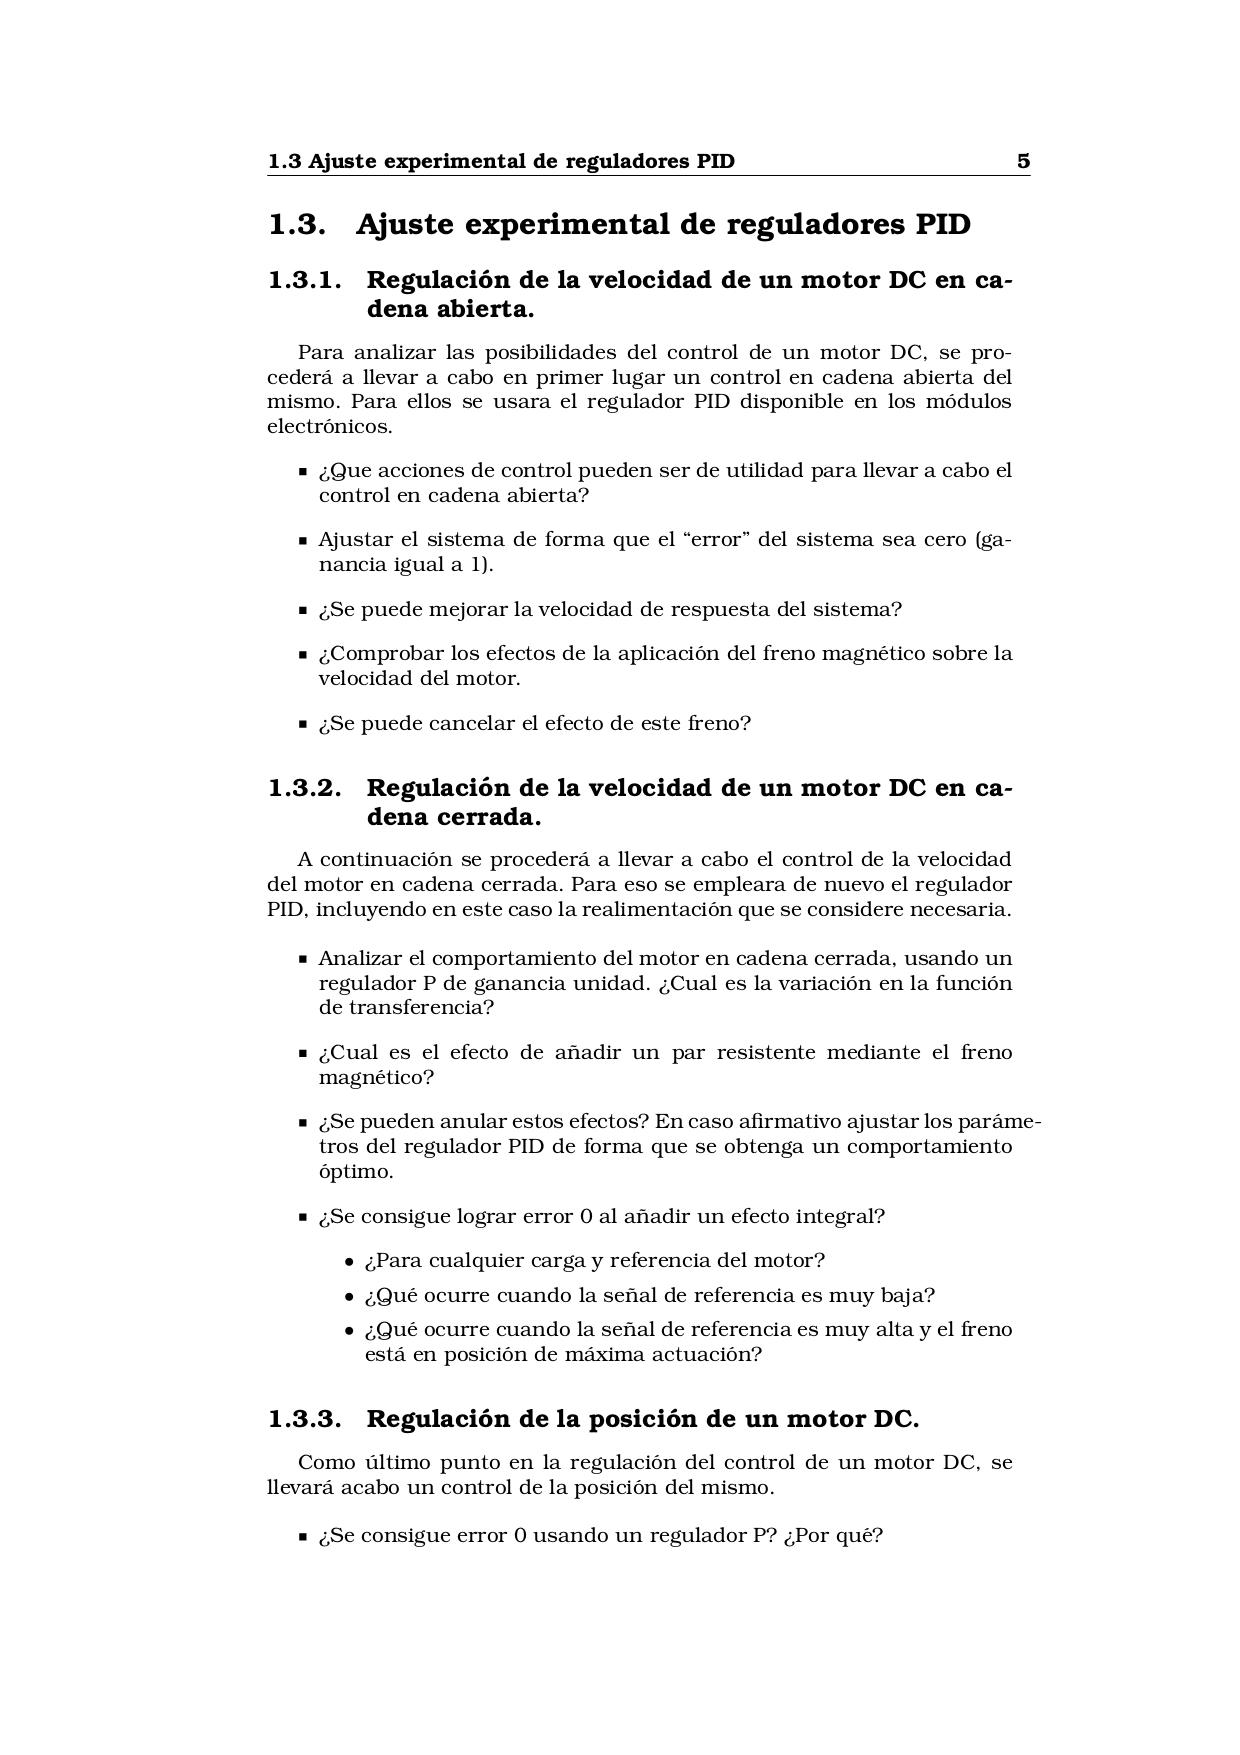 1.3 Ajuste experimental de reguladores PID 5
1.3. Ajuste experimental de reguladores PID
1.3.1. Regulación de la velocidad de un motor DC en ca-
dena abierta.
Para analizar las posibilidades del control de un motor DC, se pro-
cederá a llevar a cabo en primer lugar un control en cadena abierta del
mismo. Para ellos se usara el regulador PID disponible en los módulos
electrónicos.
▪ ¿Que acciones de control pueden ser de utilidad para llevar a cabo el
control en cadena abierta?
▪ Ajustar el sistema de forma que el “error” del sistema sea cero (ga-
nancia igual a 1).
▪ ¿Se puede mejorar la velocidad de respuesta del sistema?
▪ ¿Comprobar los efectos de la aplicación del freno magnético sobre la
velocidad del motor.
▪ ¿Se puede cancelar el efecto de este freno?
1.3.2. Regulación de la velocidad de un motor DC en ca-
dena cerrada.
A continuación se procederá a llevar a cabo el control de la velocidad
del motor en cadena cerrada. Para eso se empleara de nuevo el regulador
PID, incluyendo en este caso la realimentación que se considere necesaria.
▪ Analizar el comportamiento del motor en cadena cerrada, usando un
regulador P de ganancia unidad. ¿Cual es la variación en la función
de transferencia?
▪ ¿Cual es el efecto de añadir un par resistente mediante el freno
magnético?
▪ ¿Se pueden anular estos efectos? En caso afirmativo ajustar los paráme-
tros del regulador PID de forma que se obtenga un comportamiento
óptimo.
▪ ¿Se consigue lograr error 0 al añadir un efecto integral?
• ¿Para cualquier carga y referencia del motor?
• ¿Qué ocurre cuando la señal de referencia es muy baja?
• ¿Qué ocurre cuando la señal de referencia es muy alta y el freno
está en posición de máxima actuación?
1.3.3. Regulación de la posición de un motor DC.
Como último punto en la regulación del control de un motor DC, se
llevará acabo un control de la posición del mismo.
▪ ¿Se consigue error 0 usando un regulador P? ¿Por qué?